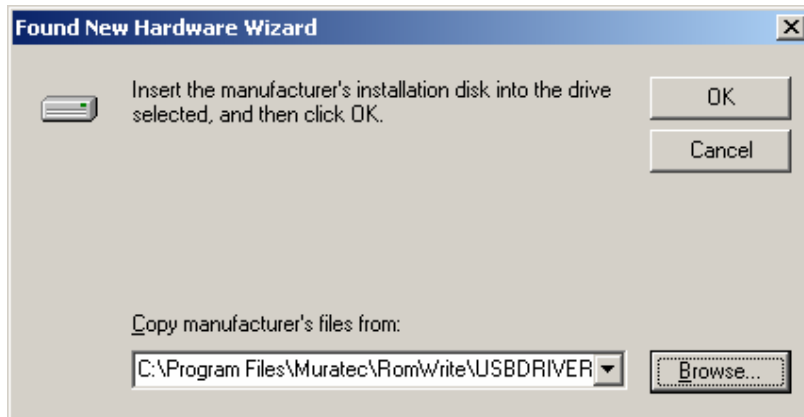 Found New Hardware Wizard
Insert the manufacturer's installation disk into the drive
selected, and then click OK.
OK
Cancel
Copy manufacturer's files from:
C:\Program Files\Muratec\RomWrite\USBDRIVER
Browse...